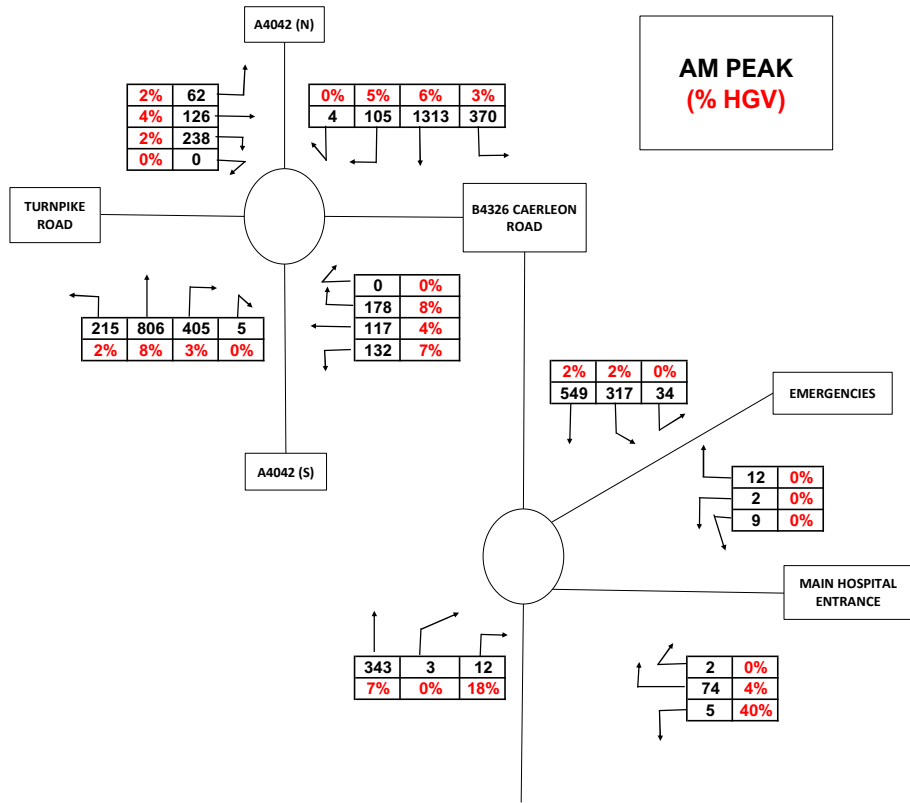 A4042 (N)
AM PEAK
(% HGV)
2% 62
4% 126
2% 238
0% 0
0% 5% 6% 3%
4 105 1313 370
TURNPIKE
ROAD
B4326 CAERLEON
ROAD
0 0%
178 8%
117 4%
132 7%
215 806 405 5
2% 8% 3% 0%
A4042 (S)
2% 2% 0%
549 317 34
EMERGENCIES
12 0%
2 0%
9 0%
MAIN HOSPITAL
ENTRANCE
343 3 12
7% 0% 18%
2 0%
74 4%
5 40%